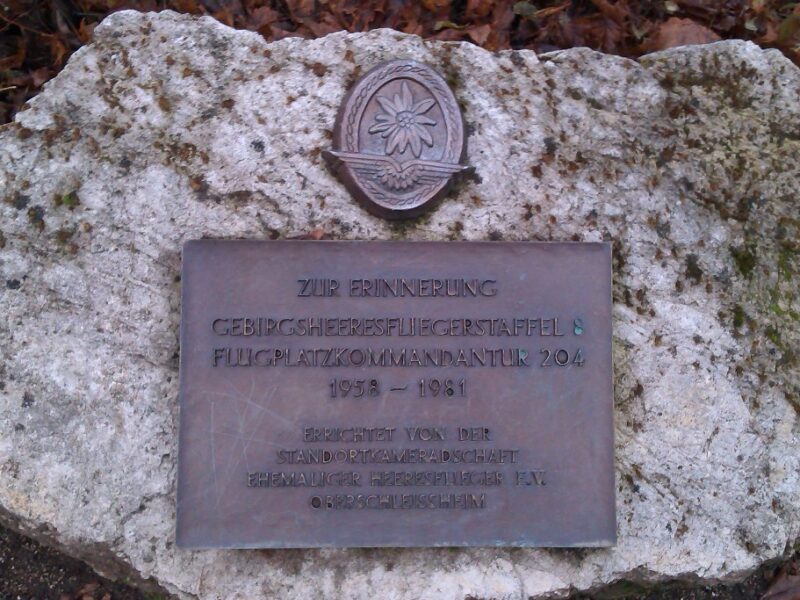 ZUR ERINNERUNG
GEBIRGSHEERESFLIEGERSTAFFEL 8
FLUGPLATZKOMMANDANTUR 204
1958 – 1981
ERRICHTET VON DER
STANDORTKAMERADSCHAFT
EHEMALIGER HEERESFLIEGER E.V.
OBERSCHLEISSHEIM